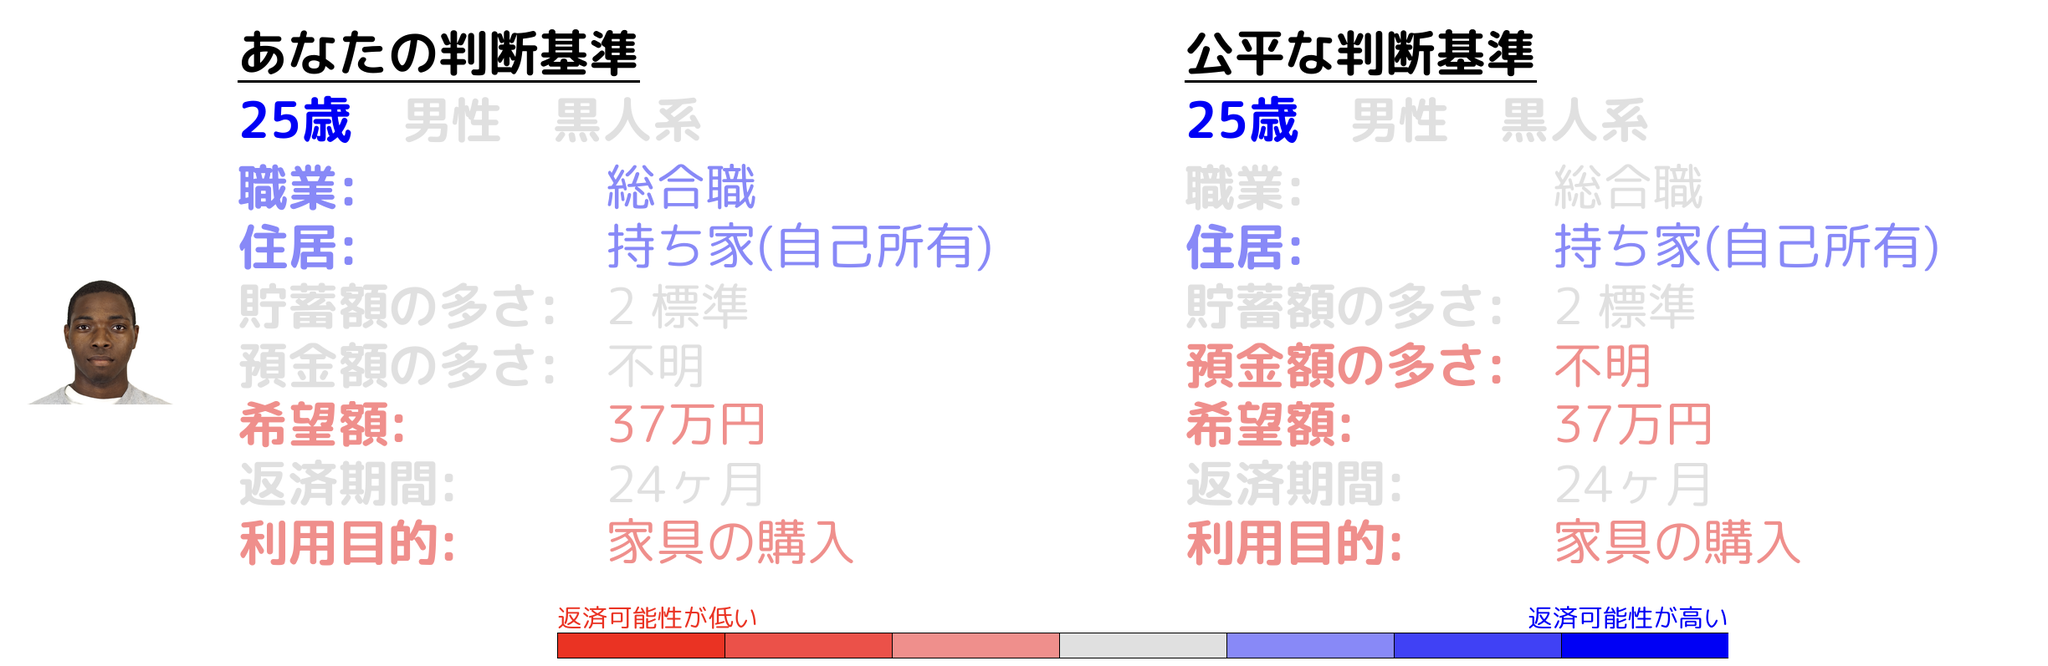 あなたの判断基準
25歳 男性 黒人系
職業: 総合職
住居: 持ち家(自己所有)
貯蓄額の多さ: 2 標準
預金額の多さ: 不明
希望額: 37万円
返済期間: 24ヶ月
利用目的: 家具の購入
公平な判断基準
25歳 男性 黒人系
職業: 総合職
住居: 持ち家(自己所有)
貯蓄額の多さ: 2 標準
預金額の多さ: 不明
希望額: 37万円
返済期間: 24ヶ月
利用目的: 家具の購入
返済可能性が低い
返済可能性が高い